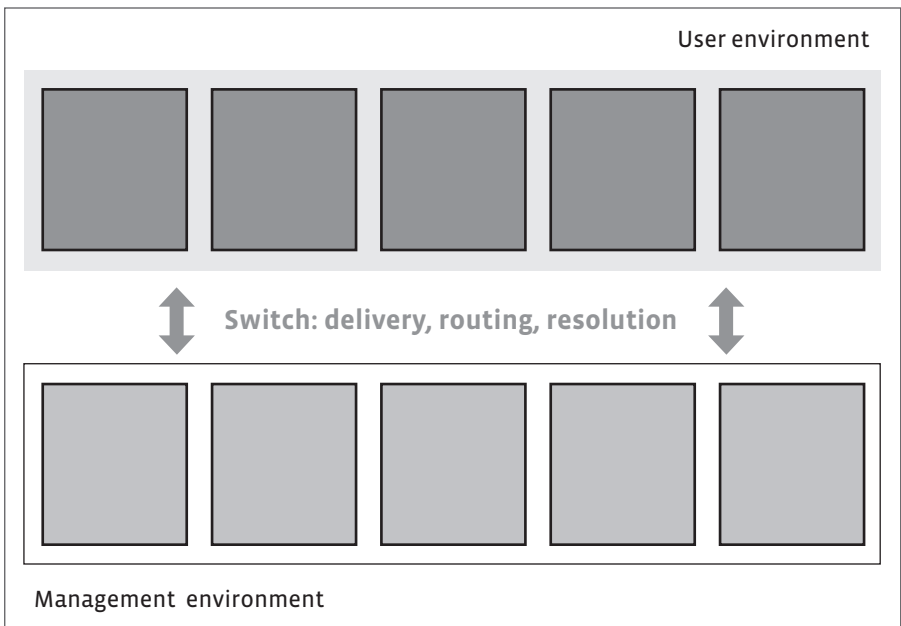 User environment
Switch: delivery, routing, resolution
Management environment